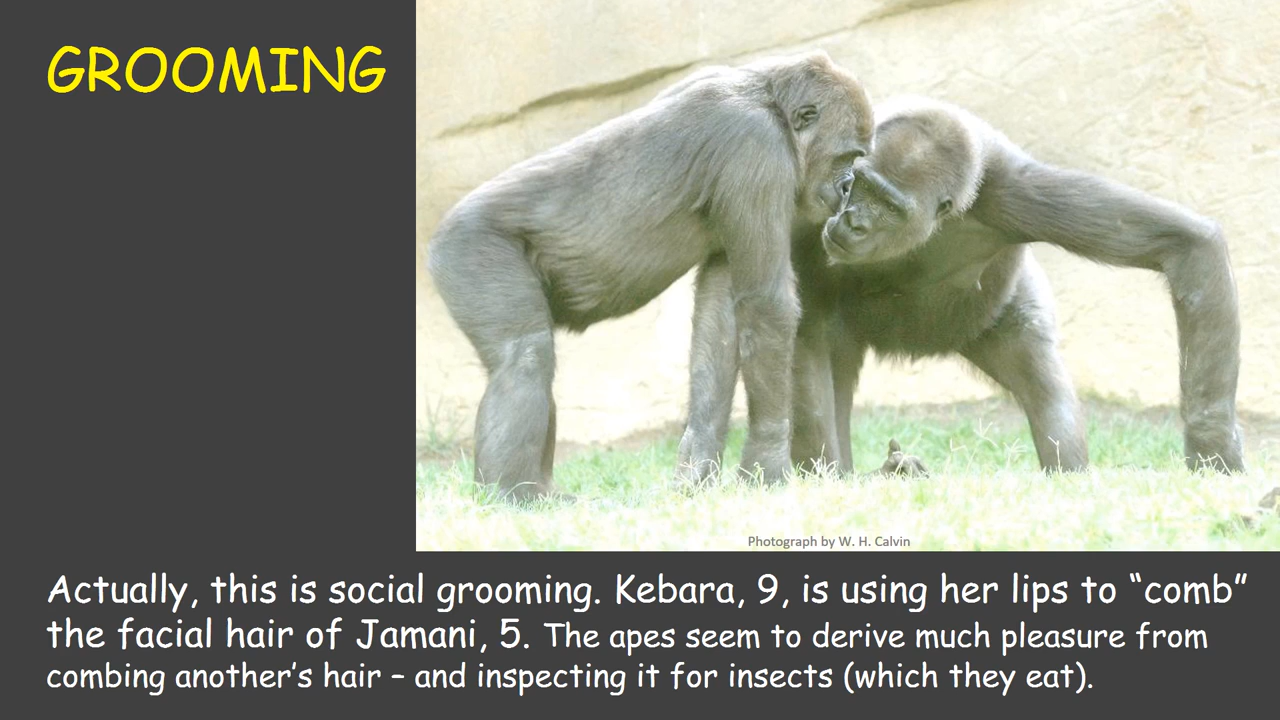 GROOMING
Photograph by W. H. Calvin
Actually, this is social grooming. Kebara, 9, is using her lips to “comb”
the facial hair of Jamani, 5. The apes seem to derive much pleasure from
combing another’s hair – and inspecting it for insects (which they eat).